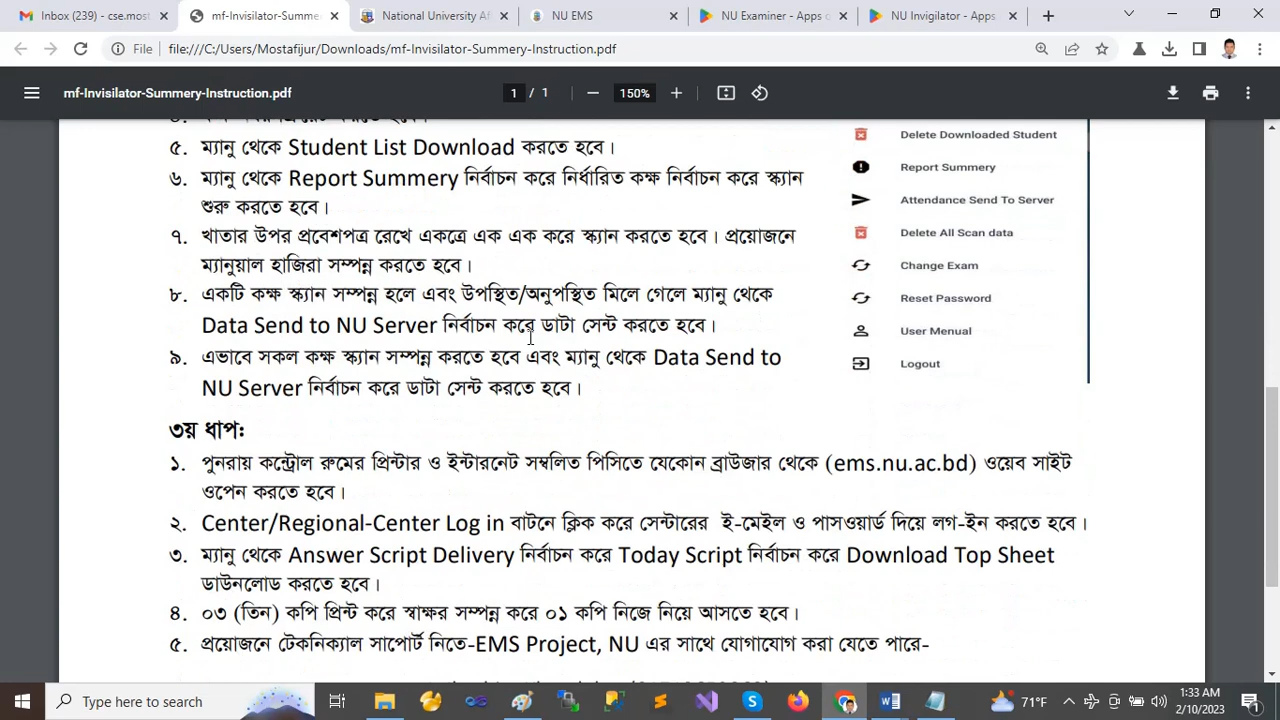 Inbox (239) - cse.most
mf-Invisilator-Summe
National University Af
NU EMS
NU Examiner - Apps o
NU Invigilator - Apps
File
file:///C:/Users/Mostafijur/Downloads/mf-Invisilator-Summery-Instruction.pdf
mf-Invisilator-Summery-Instruction.pdf
1 / 1
150%
৫. ম্যানু থেকে Student List Download করতে হবে।
৬. ম্যানু থেকে Report Summery নির্বাচন করে নির্ধারিত কক্ষ নির্বাচন করে স্ক্যান
শুরু করতে হবে।
৭. খাতার উপর প্রবেশপত্র রেখে একত্রে এক এক করে স্ক্যান করতে হবে। প্রয়োজনে
ম্যানুয়াল হাজিরা সম্পন্ন করতে হবে।
৮. একটি কক্ষ স্ক্যান সম্পন্ন হলে এবং উপস্থিত/অনুপস্থিত মিলে গেলে ম্যানু থেকে
Data Send to NU Server নির্বাচন করে ডাটা সেন্ট করতে হবে।
৯. এভাবে সকল কক্ষ স্ক্যান সম্পন্ন করতে হবে এবং ম্যানু থেকে Data Send to
NU Server নির্বাচন করে ডাটা সেন্ট করতে হবে।
Delete Downloaded Student
Report Summery
Attendance Send To Server
Delete All Scan data
Change Exam
Reset Password
User Menual
Logout
৩য় ধাপ:
১. পুনরায় কন্ট্রোল রুমের প্রিন্টার ও ইন্টারনেট সম্বলিত পিসিতে যেকোন ব্রাউজার থেকে (ems.nu.ac.bd) ওয়েব সাইট
ওপেন করতে হবে।
২. Center/Regional-Center Log in বাটনে ক্লিক করে সেন্টারের ই-মেইল ও পাসওয়ার্ড দিয়ে লগ-ইন করতে হবে।
৩. ম্যানু থেকে Answer Script Delivery নির্বাচন করে Today Script নির্বাচন করে Download Top Sheet
ডাউনলোড করতে হবে।
৪. ০৩ (তিন) কপি প্রিন্ট করে স্বাক্ষর সম্পন্ন করে ০১ কপি নিজে নিয়ে আসতে হবে।
৫. প্রয়োজনে টেকনিক্যাল সাপোর্ট নিতে-EMS Project, NU এর সাথে যোগাযোগ করা যেতে পারে-
Type here to search
71°F
1:33 AM
2/10/2023